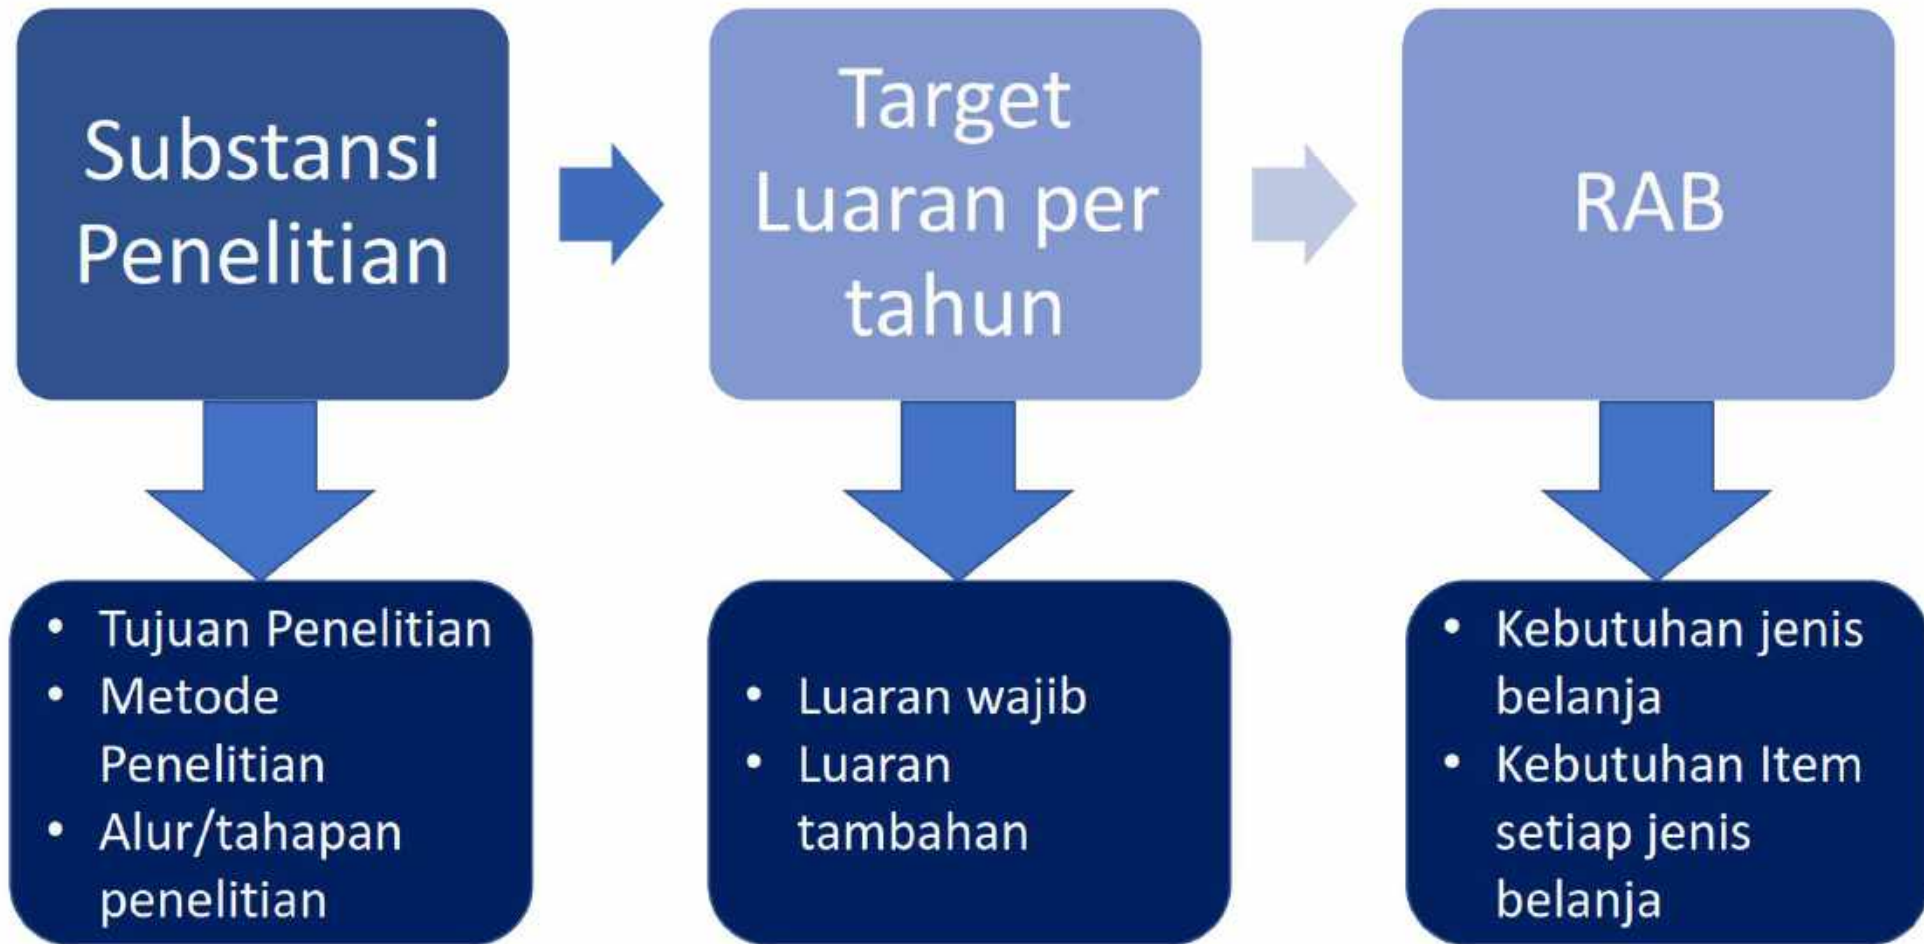 Substansi
Penelitian
Target
Luaran per
tahun
RAB
• Tujuan Penelitian
• Metode
Penelitian
• Alur/tahapan
penelitian
• Luaran wajib
• Luaran
tambahan
• Kebutuhan jenis
belanja
• Kebutuhan Item
setiap jenis
belanja